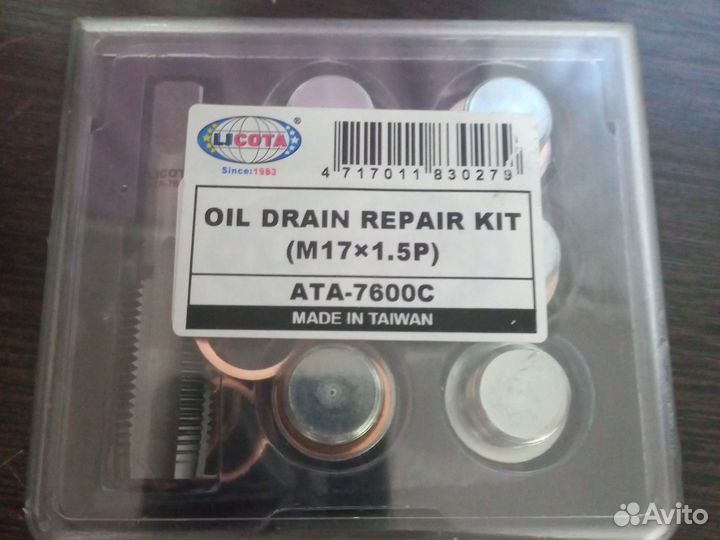 LICOTA®
Since:1983
4 717011 830279
OIL DRAIN REPAIR KIT
(M17×1.5P)
ATA-7600C
MADE IN TAIWAN
LICOTA
Avito